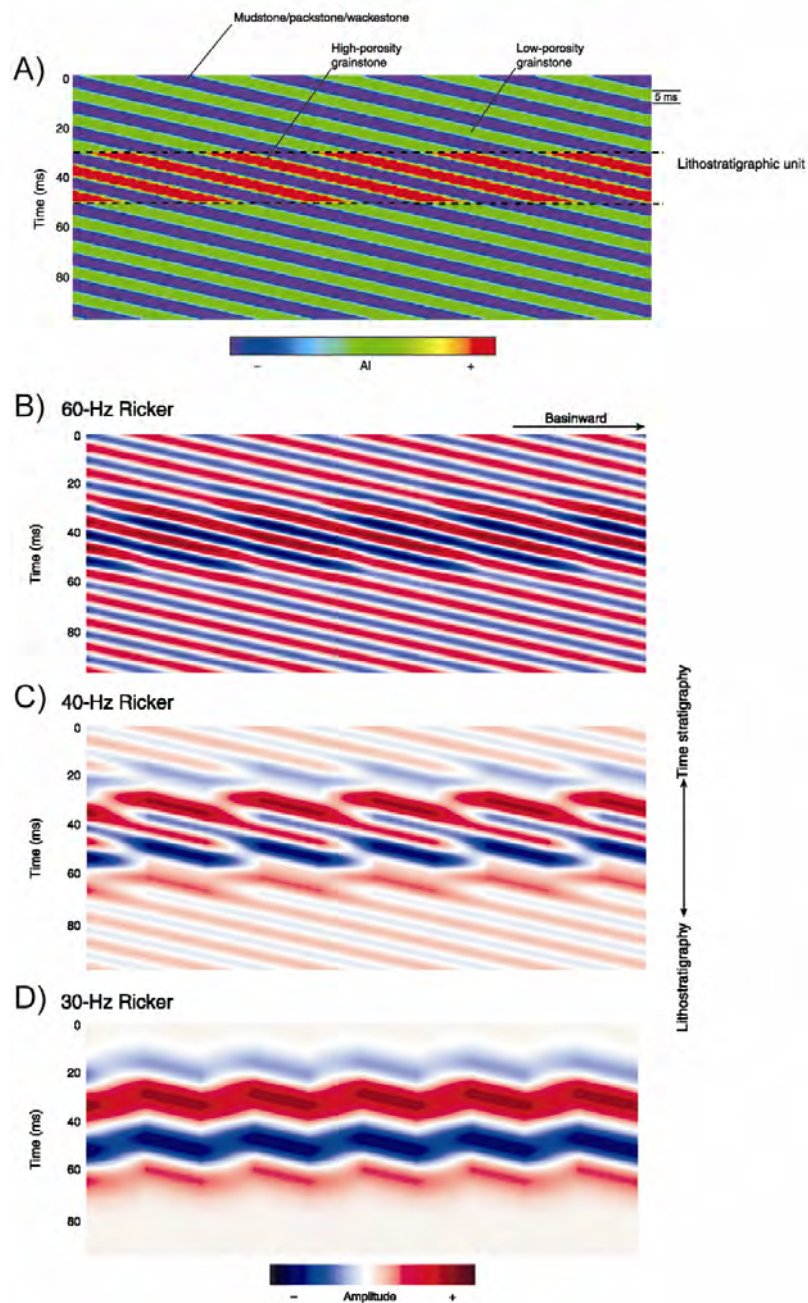 Mudstone/packstone/wackestone
High-porosity
grainstone
Low-porosity
grainstone
A)
0
20
40
60
80
Time (ms)
5 ms
Lithostratigraphic unit
–
AI
+
B) 60-Hz Ricker
Basinward
0
20
40
60
80
Time (ms)
C) 40-Hz Ricker
0
20
40
60
80
Time (ms)
Time stratigraphy
Lithostratigraphy
D) 30-Hz Ricker
0
20
40
60
80
Time (ms)
–
Amplitude
+